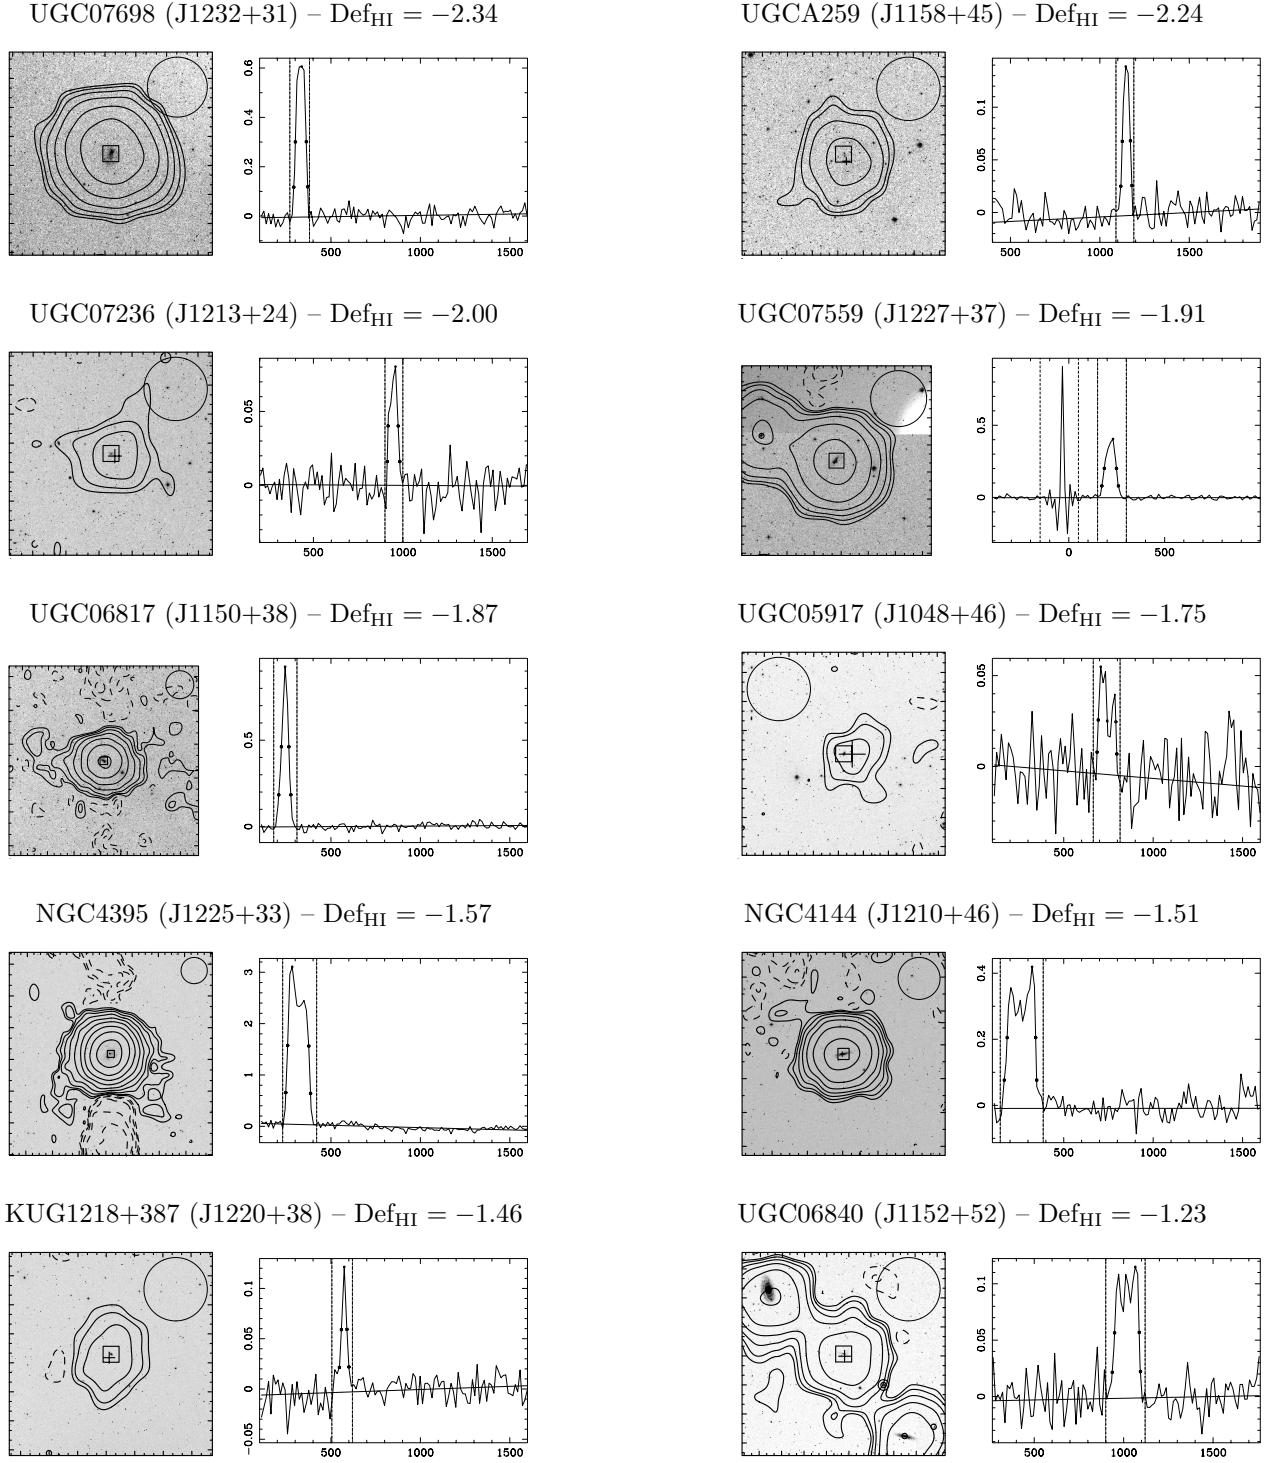 UGC07698 (J1232+31) – Def_HI = −2.34
0 0.2 0.4 0.6
500 1000 1500
UGCA259 (J1158+45) – Def_HI = −2.24
0 0.05 0.1
500 1000 1500
UGC07236 (J1213+24) – Def_HI = −2.00
0 0.05
500 1000 1500
UGC07559 (J1227+37) – Def_HI = −1.91
0 0.5
0 500
UGC06817 (J1150+38) – Def_HI = −1.87
0 0.5
500 1000 1500
UGC05917 (J1048+46) – Def_HI = −1.75
0 0.05
500 1000 1500
NGC4395 (J1225+33) – Def_HI = −1.57
0 1 2 3
500 1000 1500
NGC4144 (J1210+46) – Def_HI = −1.51
0 0.2 0.4
500 1000 1500
KUG1218+387 (J1220+38) – Def_HI = −1.46
−0.05 0 0.05 0.1
500 1000 1500
UGC06840 (J1152+52) – Def_HI = −1.23
0 0.05 0.1
500 1000 1500